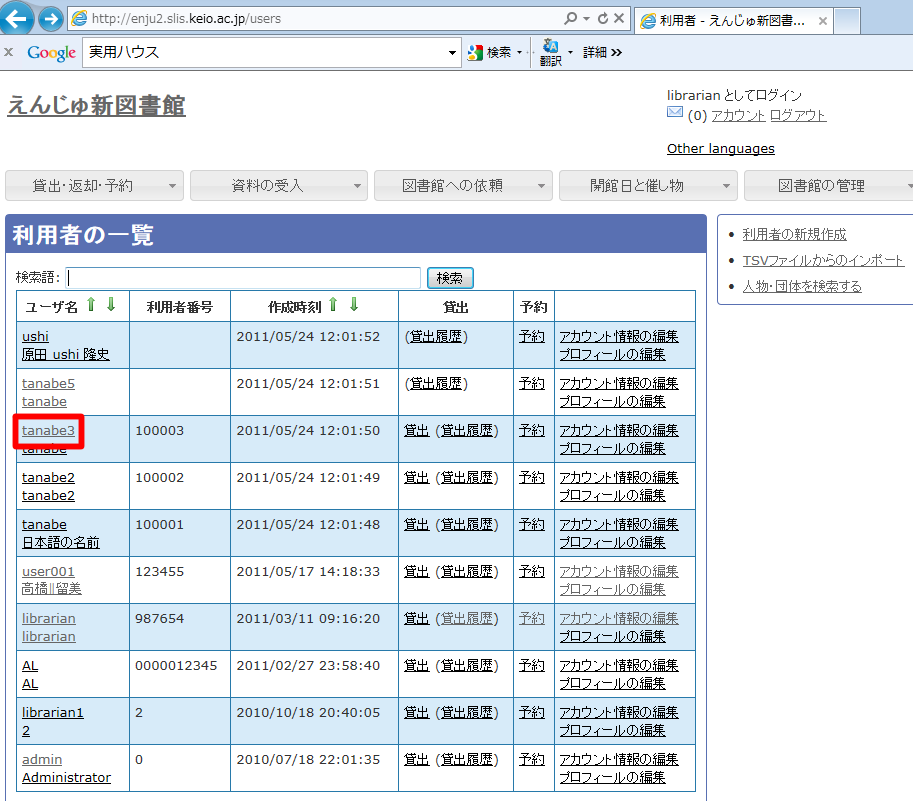 http://enju2.slis.keio.ac.jp/users
利用者 - えんじゅ新図書...
Google 実用ハウス 検索 翻訳 詳細 »
えんじゅ新図書館
librarian としてログイン
(0) アカウント ログアウト
Other languages
貸出・返却・予約 資料の受入 図書館への依頼 開館日と催し物 図書館の管理
利用者の一覧
検索語: 検索
ユーザ名 ↑ ↓ 利用者番号 作成時刻 ↑ ↓ 貸出 予約
ushi 2011/05/24 12:01:52 (貸出履歴) 予約 アカウント情報の編集
原田 ushi 隆史 プロフィールの編集
tanabe5 2011/05/24 12:01:51 (貸出履歴) 予約 アカウント情報の編集
tanabe プロフィールの編集
tanabe3 100003 2011/05/24 12:01:50 貸出 (貸出履歴) 予約 アカウント情報の編集
tanabe プロフィールの編集
tanabe2 100002 2011/05/24 12:01:49 貸出 (貸出履歴) 予約 アカウント情報の編集
tanabe2 プロフィールの編集
tanabe 100001 2011/05/24 12:01:48 貸出 (貸出履歴) 予約 アカウント情報の編集
日本語の名前 プロフィールの編集
user001 123455 2011/05/17 14:18:33 貸出 (貸出履歴) 予約 アカウント情報の編集
高橋||留美 プロフィールの編集
librarian 987654 2011/03/11 09:16:20 貸出 (貸出履歴) 予約 アカウント情報の編集
librarian プロフィールの編集
AL 0000012345 2011/02/27 23:58:40 貸出 (貸出履歴) 予約 アカウント情報の編集
AL プロフィールの編集
librarian1 2 2010/10/18 20:40:05 貸出 (貸出履歴) 予約 アカウント情報の編集
2 プロフィールの編集
admin 0 2010/07/18 22:01:35 貸出 (貸出履歴) 予約 アカウント情報の編集
Administrator プロフィールの編集
• 利用者の新規作成
• TSVファイルからのインポート
• 人物・団体を検索する